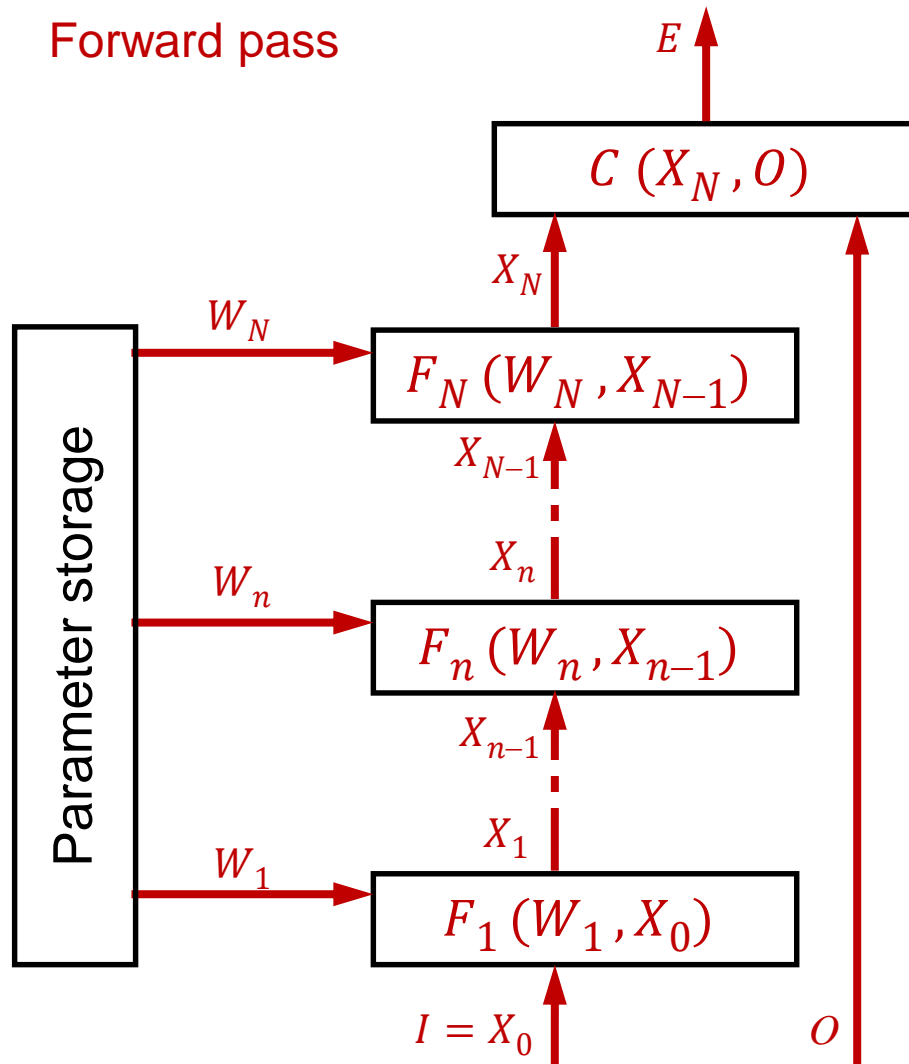 Forward pass
E
C (X_N , O)
X_N
W_N
F_N (W_N , X_{N−1})
X_{N−1}
Parameter storage
X_n
W_n
F_n (W_n , X_{n−1})
X_{n−1}
X_1
W_1
F_1 (W_1 , X_0)
I = X_0
O